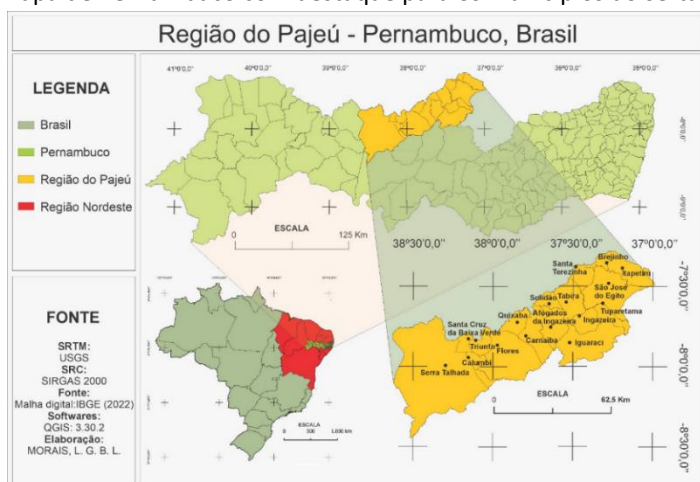 Região do Pajeú - Pernambuco, Brasil
LEGENDA
Brasil
Pernambuco
Região do Pajeú
Região Nordeste
FONTE
SRTM:
USGS
SRC:
SIRGAS 2000
Fonte:
Malha digital:IBGE (2022)
Softwares:
QGIS: 3.30.2
Elaboração:
MORAIS, L. G. B. L.
41°0'0,0"
40°0'0,0"
39°0'0,0"
38°0'0,0"
37°0'0,0"
36°0'0,0"
35°0'0,0"
ESCALA
0
125 Km
38°30'0,0"
38°0'0,0"
37°30'0,0"
37°0'0,0"
-7°30'0,0"
-8°0'0,0"
-8°30'0,0"
Santa
Terezinha
Brejinho
Itapetim
São José
do Egito
Solidão
Tabira
Tuparetama
Quixaba
Afogados
da Ingazeira
Ingazeira
Santa Cruz
da Baixa Verde
Triunfo
Flores
Carnaíba
Iguaraci
Calumbi
Serra Talhada
ESCALA
0
62,5 Km
ESCALA
0
500
1.000 km